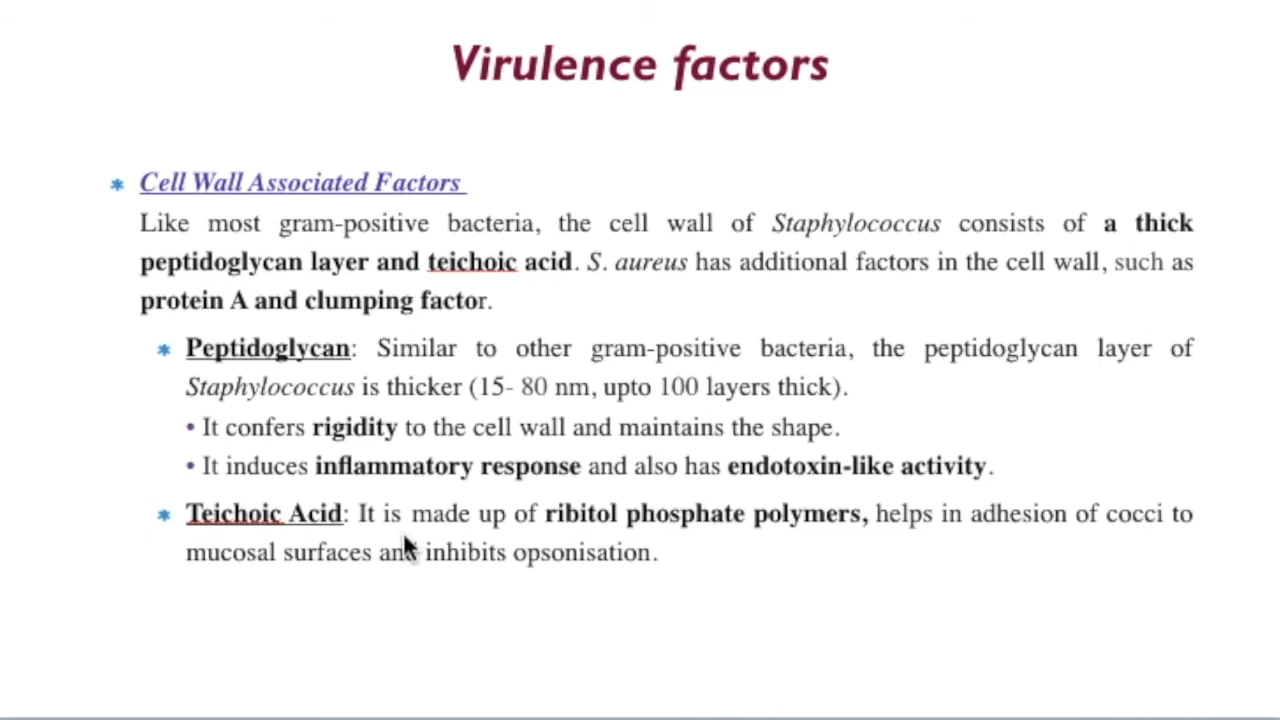 Virulence factors
* Cell Wall Associated Factors
Like most gram-positive bacteria, the cell wall of Staphylococcus consists of a thick
peptidoglycan layer and teichoic acid. S. aureus has additional factors in the cell wall, such as
protein A and clumping factor.
* Peptidoglycan: Similar to other gram-positive bacteria, the peptidoglycan layer of
Staphylococcus is thicker (15- 80 nm, upto 100 layers thick).
• It confers rigidity to the cell wall and maintains the shape.
• It induces inflammatory response and also has endotoxin-like activity.
* Teichoic Acid: It is made up of ribitol phosphate polymers, helps in adhesion of cocci to
mucosal surfaces and inhibits opsonisation.